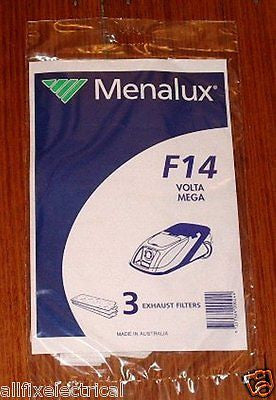 Menalux®
F14
VOLTA
MEGA
3 EXHAUST FILTERS
MADE IN AUSTRALIA
allfixelectrical